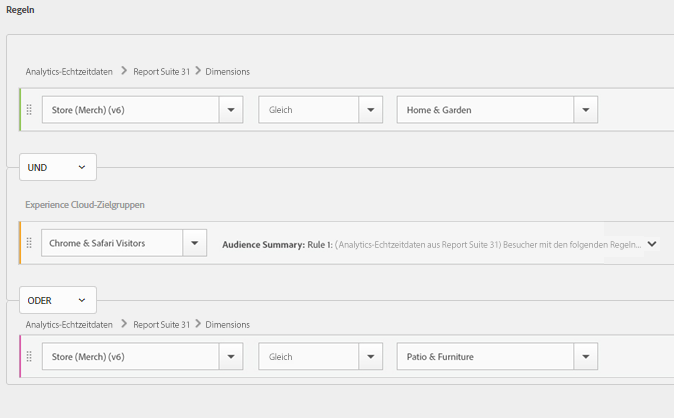 Regeln
Analytics-Echtzeitdaten > Report Suite 31 > Dimensions
Store (Merch) (v6) Gleich Home & Garden
UND
Experience Cloud-Zielgruppen
Chrome & Safari Visitors Audience Summary: Rule 1: (Analytics-Echtzeitdaten aus Report Suite 31) Besucher mit den folgenden Regeln...
ODER
Analytics-Echtzeitdaten > Report Suite 31 > Dimensions
Store (Merch) (v6) Gleich Patio & Furniture